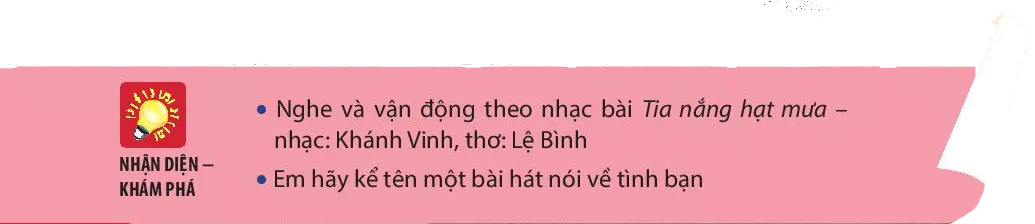 • Nghe và vận động theo nhạc bài Tia nắng hạt mưa –
nhạc: Khánh Vinh, thơ: Lệ Bình
NHẬN DIỆN –
KHÁM PHÁ
• Em hãy kể tên một bài hát nói về tình bạn